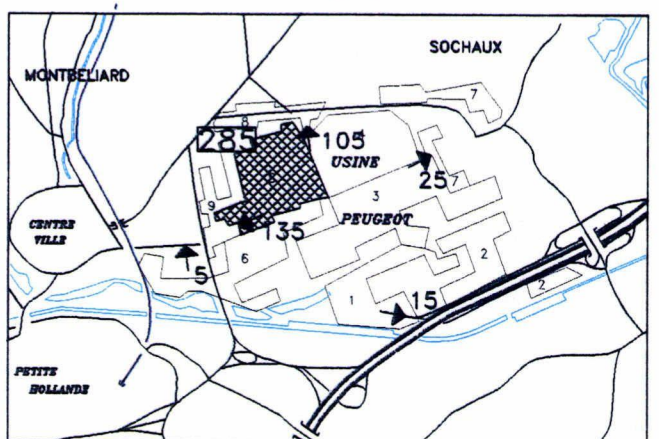 SOCHAUX
MONTBELIARD
7
8
285
105
USINE
25
7
3
9
PEUGEOT
CENTRE
VILLE
135
6
2
5
2
1
15
PETITE
HOLLANDE